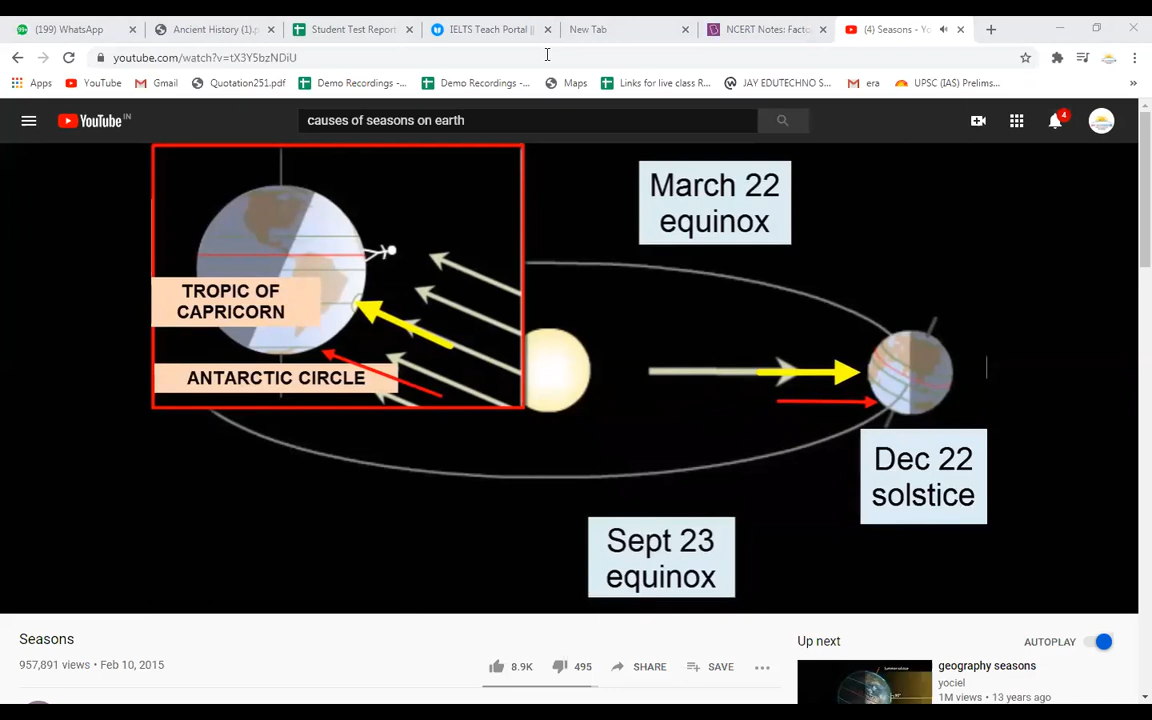 (199) WhatsApp
Ancient History (1).p
Student Test Report
IELTS Teach Portal ||
New Tab
NCERT Notes: Facto
(4) Seasons - Yo
youtube.com/watch?v=tX3Y5bzNDiU
Apps
YouTube
Gmail
Quotation251.pdf
Demo Recordings -...
Demo Recordings -...
Maps
Links for live class R...
JAY EDUTECHNO S...
era
UPSC (IAS) Prelims...
YouTube IN
causes of seasons on earth
4
March 22
equinox
TROPIC OF
CAPRICORN
ANTARCTIC CIRCLE
Dec 22
solstice
Sept 23
equinox
Seasons
957,891 views • Feb 10, 2015
8.9K
495
SHARE
SAVE
Up next
AUTOPLAY
geography seasons
yociel
1M views • 13 years ago